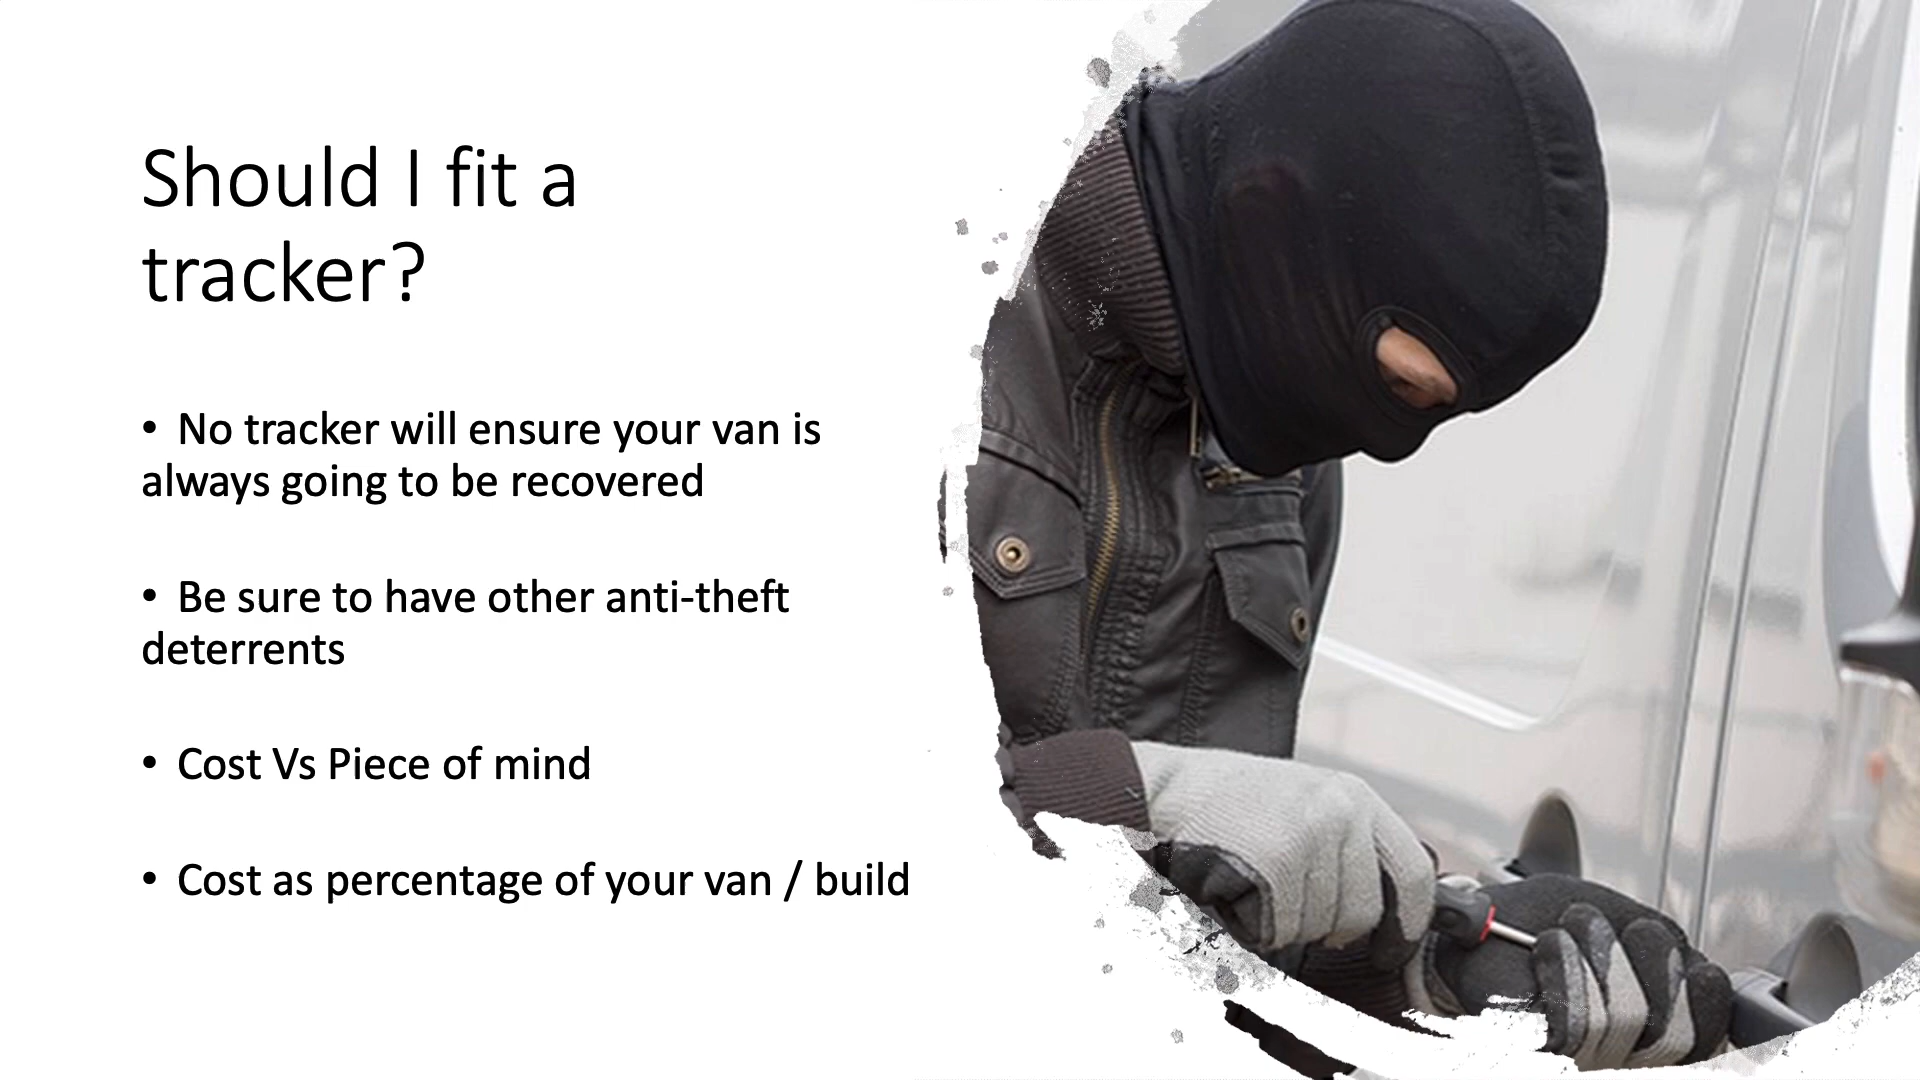 Should I fit a
tracker?
• No tracker will ensure your van is
always going to be recovered
• Be sure to have other anti-theft
deterrents
• Cost Vs Piece of mind
• Cost as percentage of your van / build